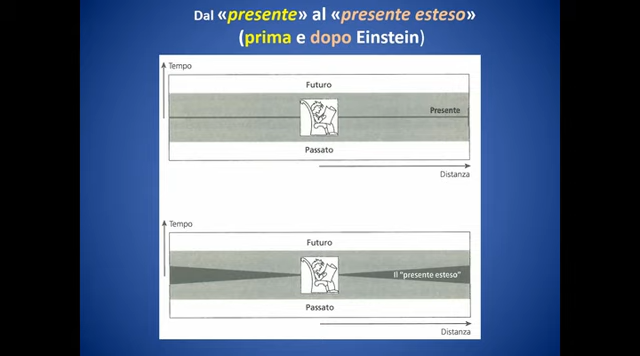 Dal «presente» al «presente esteso»
(prima e dopo Einstein)
Tempo
Futuro
Presente
Passato
Distanza
Tempo
Futuro
Il "presente esteso"
Passato
Distanza